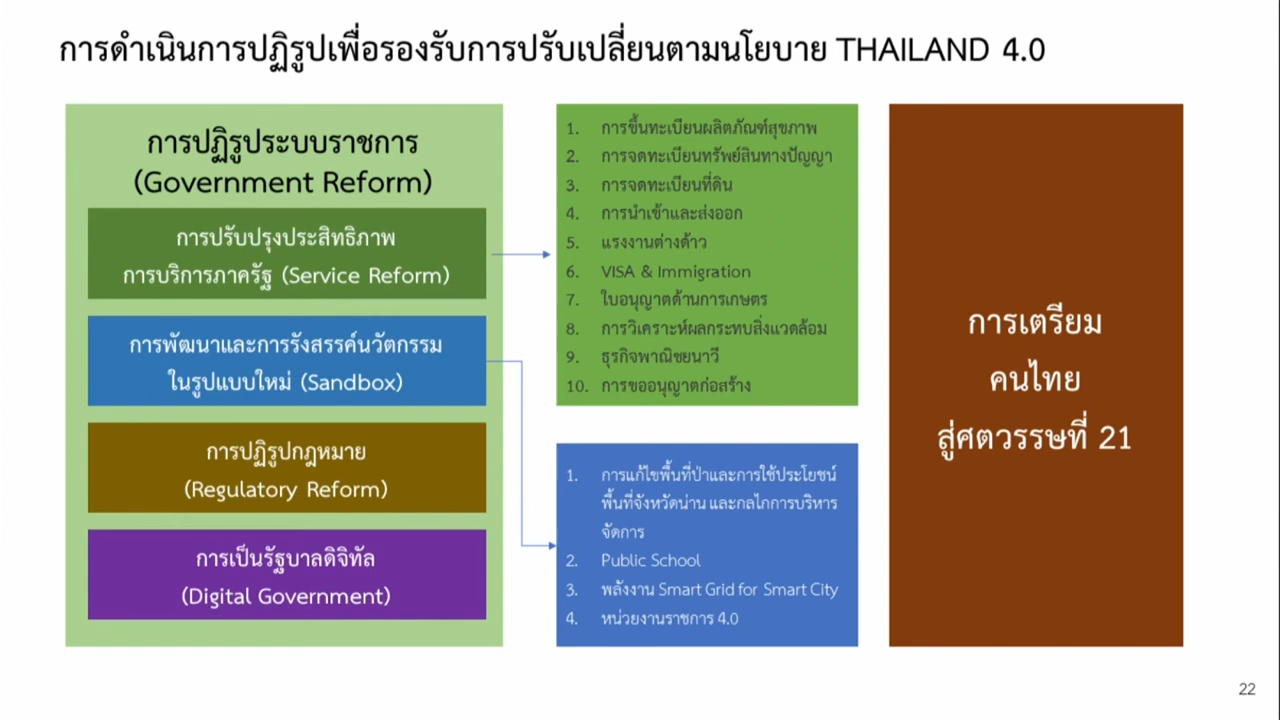 การดำเนินการปฏิรูปเพื่อรองรับการปรับเปลี่ยนตามนโยบาย THAILAND 4.0
การปฏิรูประบบราชการ
(Government Reform)
การปรับปรุงประสิทธิภาพ
การบริการภาครัฐ (Service Reform)
การพัฒนาและการรังสรรค์นวัตกรรม
ในรูปแบบใหม่ (Sandbox)
การปฏิรูปกฎหมาย
(Regulatory Reform)
การเป็นรัฐบาลดิจิทัล
(Digital Government)
1. การขึ้นทะเบียนผลิตภัณฑ์สุขภาพ
2. การจดทะเบียนทรัพย์สินทางปัญญา
3. การจดทะเบียนที่ดิน
4. การนำเข้าและส่งออก
5. แรงงานต่างด้าว
6. VISA & Immigration
7. ใบอนุญาตด้านการเกษตร
8. การวิเคราะห์ผลกระทบสิ่งแวดล้อม
9. ธุรกิจพาณิชยนาวี
10. การขออนุญาตก่อสร้าง
1. การแก้ไขพื้นที่ป่าและการใช้ประโยชน์
พื้นที่จังหวัดน่าน และกลไกการบริหาร
จัดการ
2. Public School
3. พลังงาน Smart Grid for Smart City
4. หน่วยงานราชการ 4.0
การเตรียม
คนไทย
สู่ศตวรรษที่ 21
22